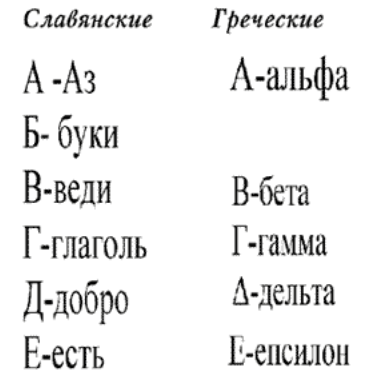 Славянские Греческие
А -Аз А-альфа
Б- буки
В-веди В-бета
Г-глаголь Г-гамма
Д-добро Δ-дельта
Е-есть Е-епсилон